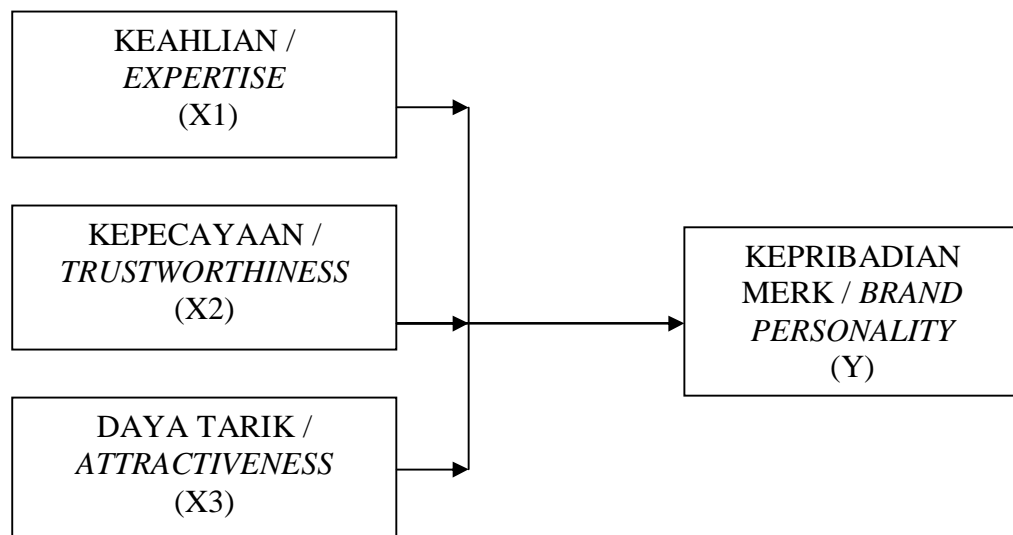 KEAHLIAN /
EXPERTISE
(X1)
KEPECAYAAN /
TRUSTWORTHINESS
(X2)
DAYA TARIK /
ATTRACTIVENESS
(X3)
KEPRIBADIAN
MERK / BRAND
PERSONALITY
(Y)